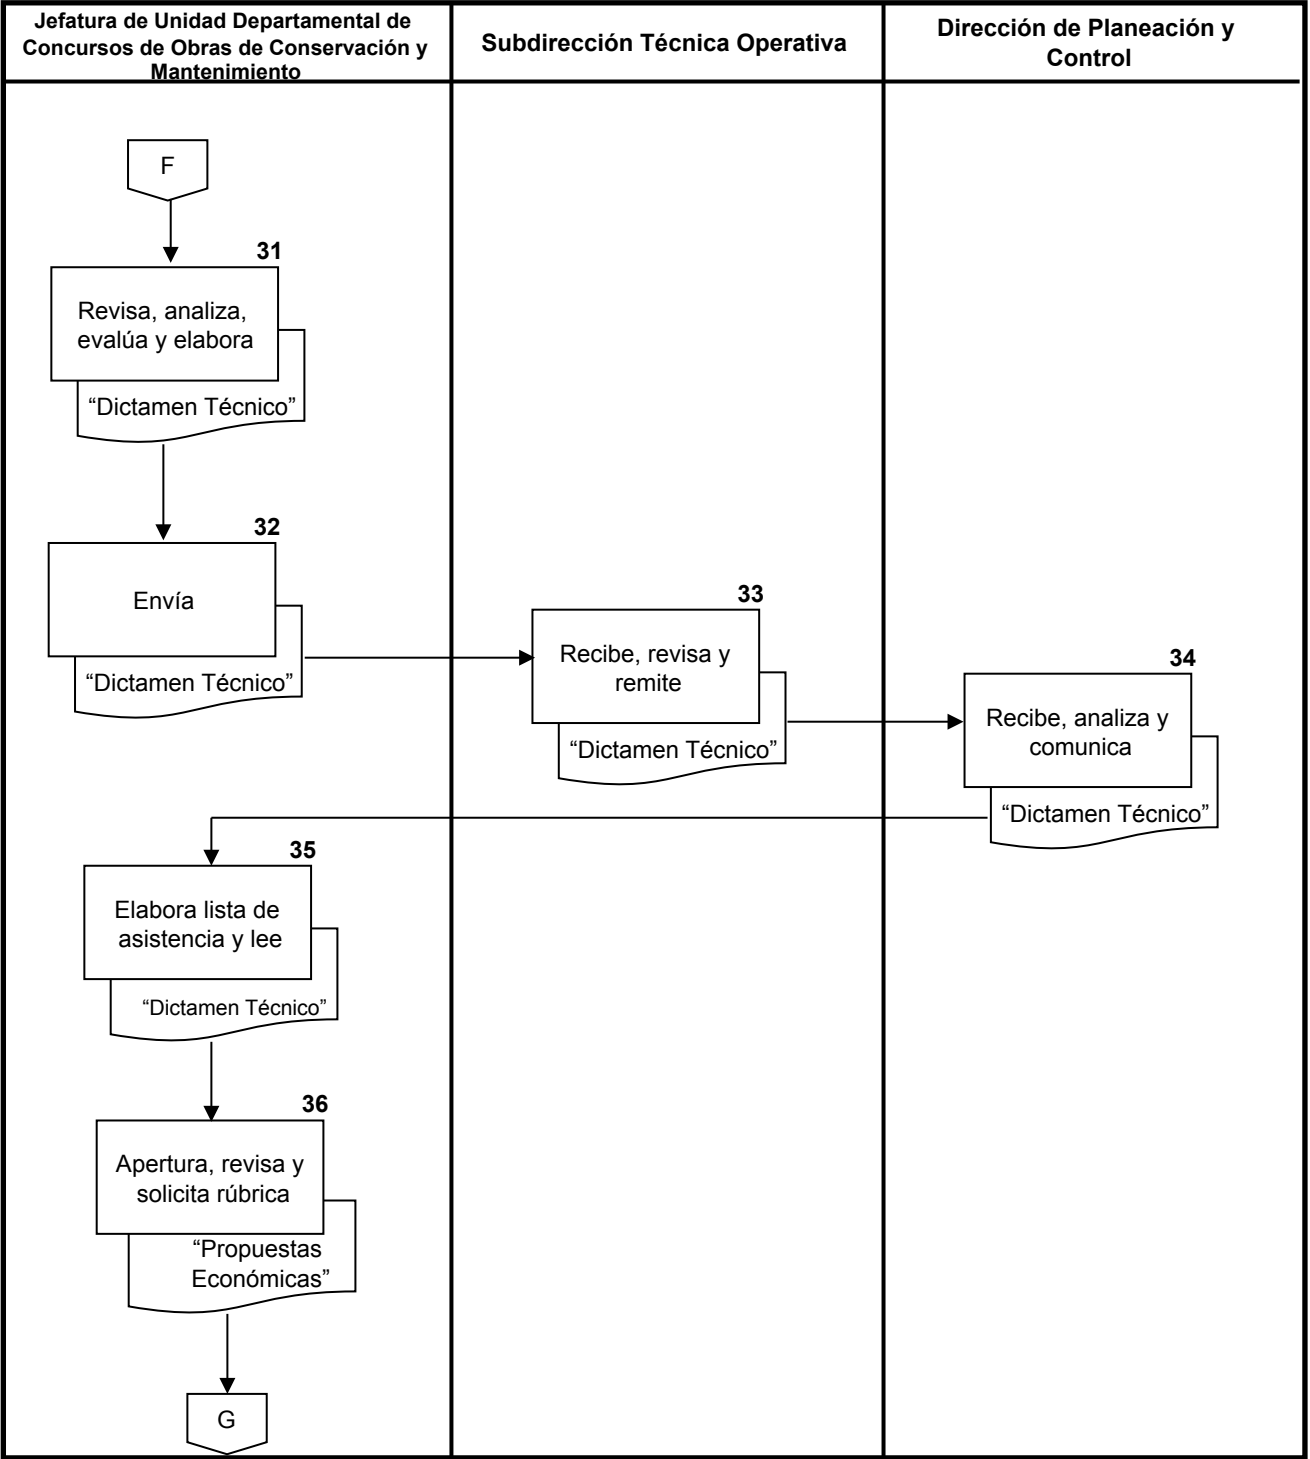 Jefatura de Unidad Departamental de
Concursos de Obras de Conservación y
Mantenimiento
Subdirección Técnica Operativa
Dirección de Planeación y
Control
F
31
Revisa, analiza,
evalúa y elabora
“Dictamen Técnico”
32
Envía
“Dictamen Técnico”
33
Recibe, revisa y
remite
“Dictamen Técnico”
34
Recibe, analiza y
comunica
“Dictamen Técnico”
35
Elabora lista de
asistencia y lee
“Dictamen Técnico”
36
Apertura, revisa y
solicita rúbrica
“Propuestas
Económicas”
G